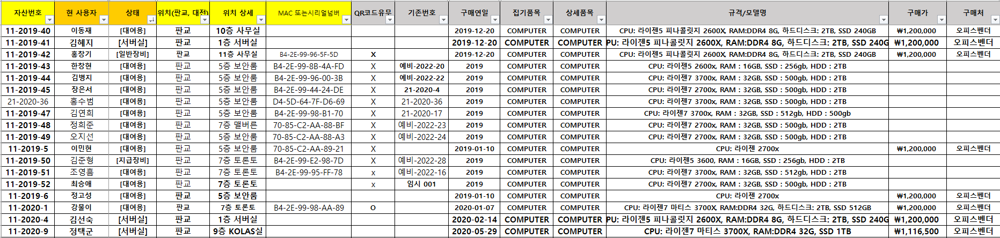 자산번호 현 사용자 상태 위치(판교, 대전) 위치 상세 MAC 또는시리얼넘버 QR코드유무 기존번호 구매연일 집기품목 상세품목 규격/모델명 구매가 구매처
11-2019-40 이동재 [대여용] 판교 10층 사무실 2019-12-20 COMPUTER COMPUTER CPU: 라이젠5 피나콜릿지 2600X, RAM:DDR4 8G, 하드디스크: 2TB, SSD 240GB ₩1,200,000 오피스벤더
11-2019-41 김혜지 [서버실] 판교 1층 서버실 2019-12-20 COMPUTER COMPUTER PU: 라이젠5 피나콜릿지 2600X, RAM:DDR4 8G, 하드디스크: 2TB, SSD 240G ₩1,200,000 오피스벤더
11-2019-42 홍창기 [일반장비] 판교 11층 사무실 B4-2E-99-96-5F-5D X 2019-12-20 COMPUTER COMPUTER CPU: 라이젠5 피나콜릿지 2600X, RAM:DDR4 8G, 하드디스크: 2TB, SSD 240GB ₩1,200,000 오피스벤더
11-2019-43 한창현 [대여용] 판교 5층 보안룸 B4-2E-99-8B-4A-FD X 예비-2022-20 2019 COMPUTER COMPUTER CPU: 라이젠5 2600x, RAM : 16GB, SSD : 256gb, HDD : 2TB
11-2019-44 김병지 [대여용] 판교 5층 보안룸 B4-2E-99-96-00-3B X 예비-2022-22 2019 COMPUTER COMPUTER CPU: 라이젠7 3700x, RAM : 32GB, SSD : 500gb, HDD : 2TB
11-2019-45 장은서 [대여용] 판교 5층 보안룸 B4-2E-99-44-24-DE X 21-2020-4 2019 COMPUTER COMPUTER CPU: 라이젠7 2700x, RAM : 32GB, SSD : 500gb, HDD : 2TB
21-2020-36 홍수범 [대여용] 판교 5층 보안룸 D4-5D-64-7F-D6-69 X 21-2020-36 2019 COMPUTER COMPUTER CPU: 라이젠7 3700x, RAM : 32GB, SSD : 500gb, HDD : 2TB
11-2019-47 김연희 [대여용] 판교 5층 보안룸 B4-2E-99-98-B1-70 X 21-2020-17 2019 COMPUTER COMPUTER CPU: 라이젠7 3700x, RAM : 32GB, SSD : 512gb, HDD : 500gb
11-2019-48 정희준 [대여용] 판교 7층 맬버른 70-85-C2-AA-88-BF X 예비-2022-23 2019 COMPUTER COMPUTER CPU: 라이젠7 2700x, RAM : 32GB, SSD : 500gb, HDD : 2TB
11-2019-49 오지선 [대여용] 판교 5층 보안룸 70-85-C2-AA-88-A3 X 예비-2022-24 2019 COMPUTER COMPUTER CPU: 라이젠7 2700x, RAM : 32GB, SSD : 500gb, HDD : 2TB
11-2019-5 이민현 [대여용] 판교 5층 보안룸 70-85-C2-AA-89-21 X 2019-01-10 COMPUTER COMPUTER CPU: 라이젠 2700x ₩1,200,000 오피스벤더
11-2019-50 김준형 [지급장비] 판교 7층 토론토 B4-2E-99-E2-98-7D X 예비-2022-28 2019 COMPUTER COMPUTER CPU: 라이젠5 3600, RAM : 16GB, SSD : 256gb, HDD : 2TB
11-2019-51 조영흠 [대여용] 판교 7층 토론토 B4-2E-99-95-FF-78 x 예비-2022-16 2019 COMPUTER COMPUTER CPU: 라이젠7 3700x, RAM : 32GB, SSD : 512gb, HDD : 2TB
11-2019-52 최승애 [대여용] 판교 7층 토론토 x 임시 001 2019 COMPUTER COMPUTER CPU: 라이젠7 2700x, RAM : 32GB, SSD : 500gb, HDD : 2TB
11-2019-6 정고성 [대여용] 판교 5층 보안룸 2019-01-10 COMPUTER COMPUTER CPU: 라이젠 2700x ₩1,200,000 오피스벤더
11-2020-1 강물이 [대여용] 판교 7층 토론토 B4-2E-99-98-AA-89 O 2020-01-07 COMPUTER COMPUTER CPU: 라이젠7 마티스 3700X, RAM:DDR4 32G, 하드디스크: 2TB, SSD 512GB ₩1,200,000 오피스벤더
11-2020-4 김선숙 [서버실] 판교 1층 서버실 2020-02-14 COMPUTER COMPUTER PU: 라이젠5 피나콜릿지 2600X, RAM:DDR4 8G, 하드디스크: 2TB, SSD 240G ₩1,200,000 오피스벤더
11-2020-9 정택군 [서버실] 판교 9층 KOLAS실 2020-05-29 COMPUTER COMPUTER CPU: 라이젠7 마티스 3700X, RAM:DDR4 32G, SSD 1TB ₩1,116,500 오피스벤더